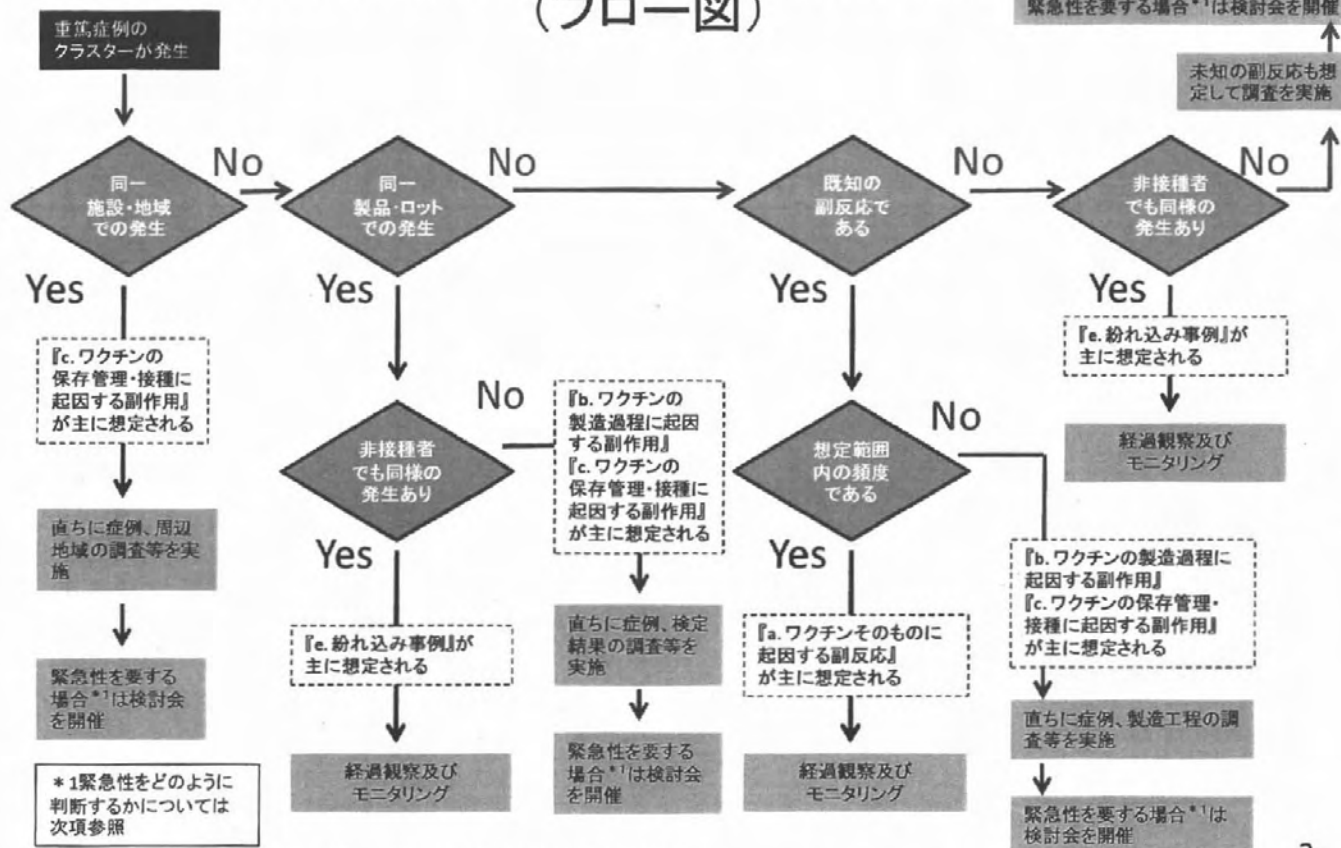 (フロー図)
緊急性を要する場合*1は検討会を開催
未知の副反応も想
定して調査を実施
重篤症例の
クラスターが発生
同一
施設・地域
での発生
No
Yes
同一
製品・ロット
での発生
No
Yes
既知の
副反応で
ある
No
Yes
非接種者
でも同様の
発生あり
No
Yes
『c.ワクチンの
保存管理・接種に
起因する副作用』
が主に想定される
直ちに症例、周辺
地域の調査等を実
施
緊急性を要する
場合*1は検討会
を開催
非接種者
でも同様の
発生あり
No
Yes
『b.ワクチンの
製造過程に起因
する副作用』
『c.ワクチンの
保存管理・接種に
起因する副作用』
が主に想定される
『e.紛れ込み事例』が
主に想定される
経過観察及び
モニタリング
直ちに症例、検定
結果の調査等を
実施
緊急性を要する
場合*1は検討会
を開催
想定範囲
内の頻度
である
No
Yes
『a.ワクチンそのものに
起因する副反応』
が主に想定される
経過観察及び
モニタリング
『e.紛れ込み事例』が
主に想定される
経過観察及び
モニタリング
『b.ワクチンの製造過程に
起因する副作用』
『c.ワクチンの保存管理・
接種に起因する副作用』
が主に想定される
直ちに症例、製造工程の調
査等を実施
緊急性を要する場合*1は
検討会を開催
*1緊急性をどのように
判断するかについては
次項参照